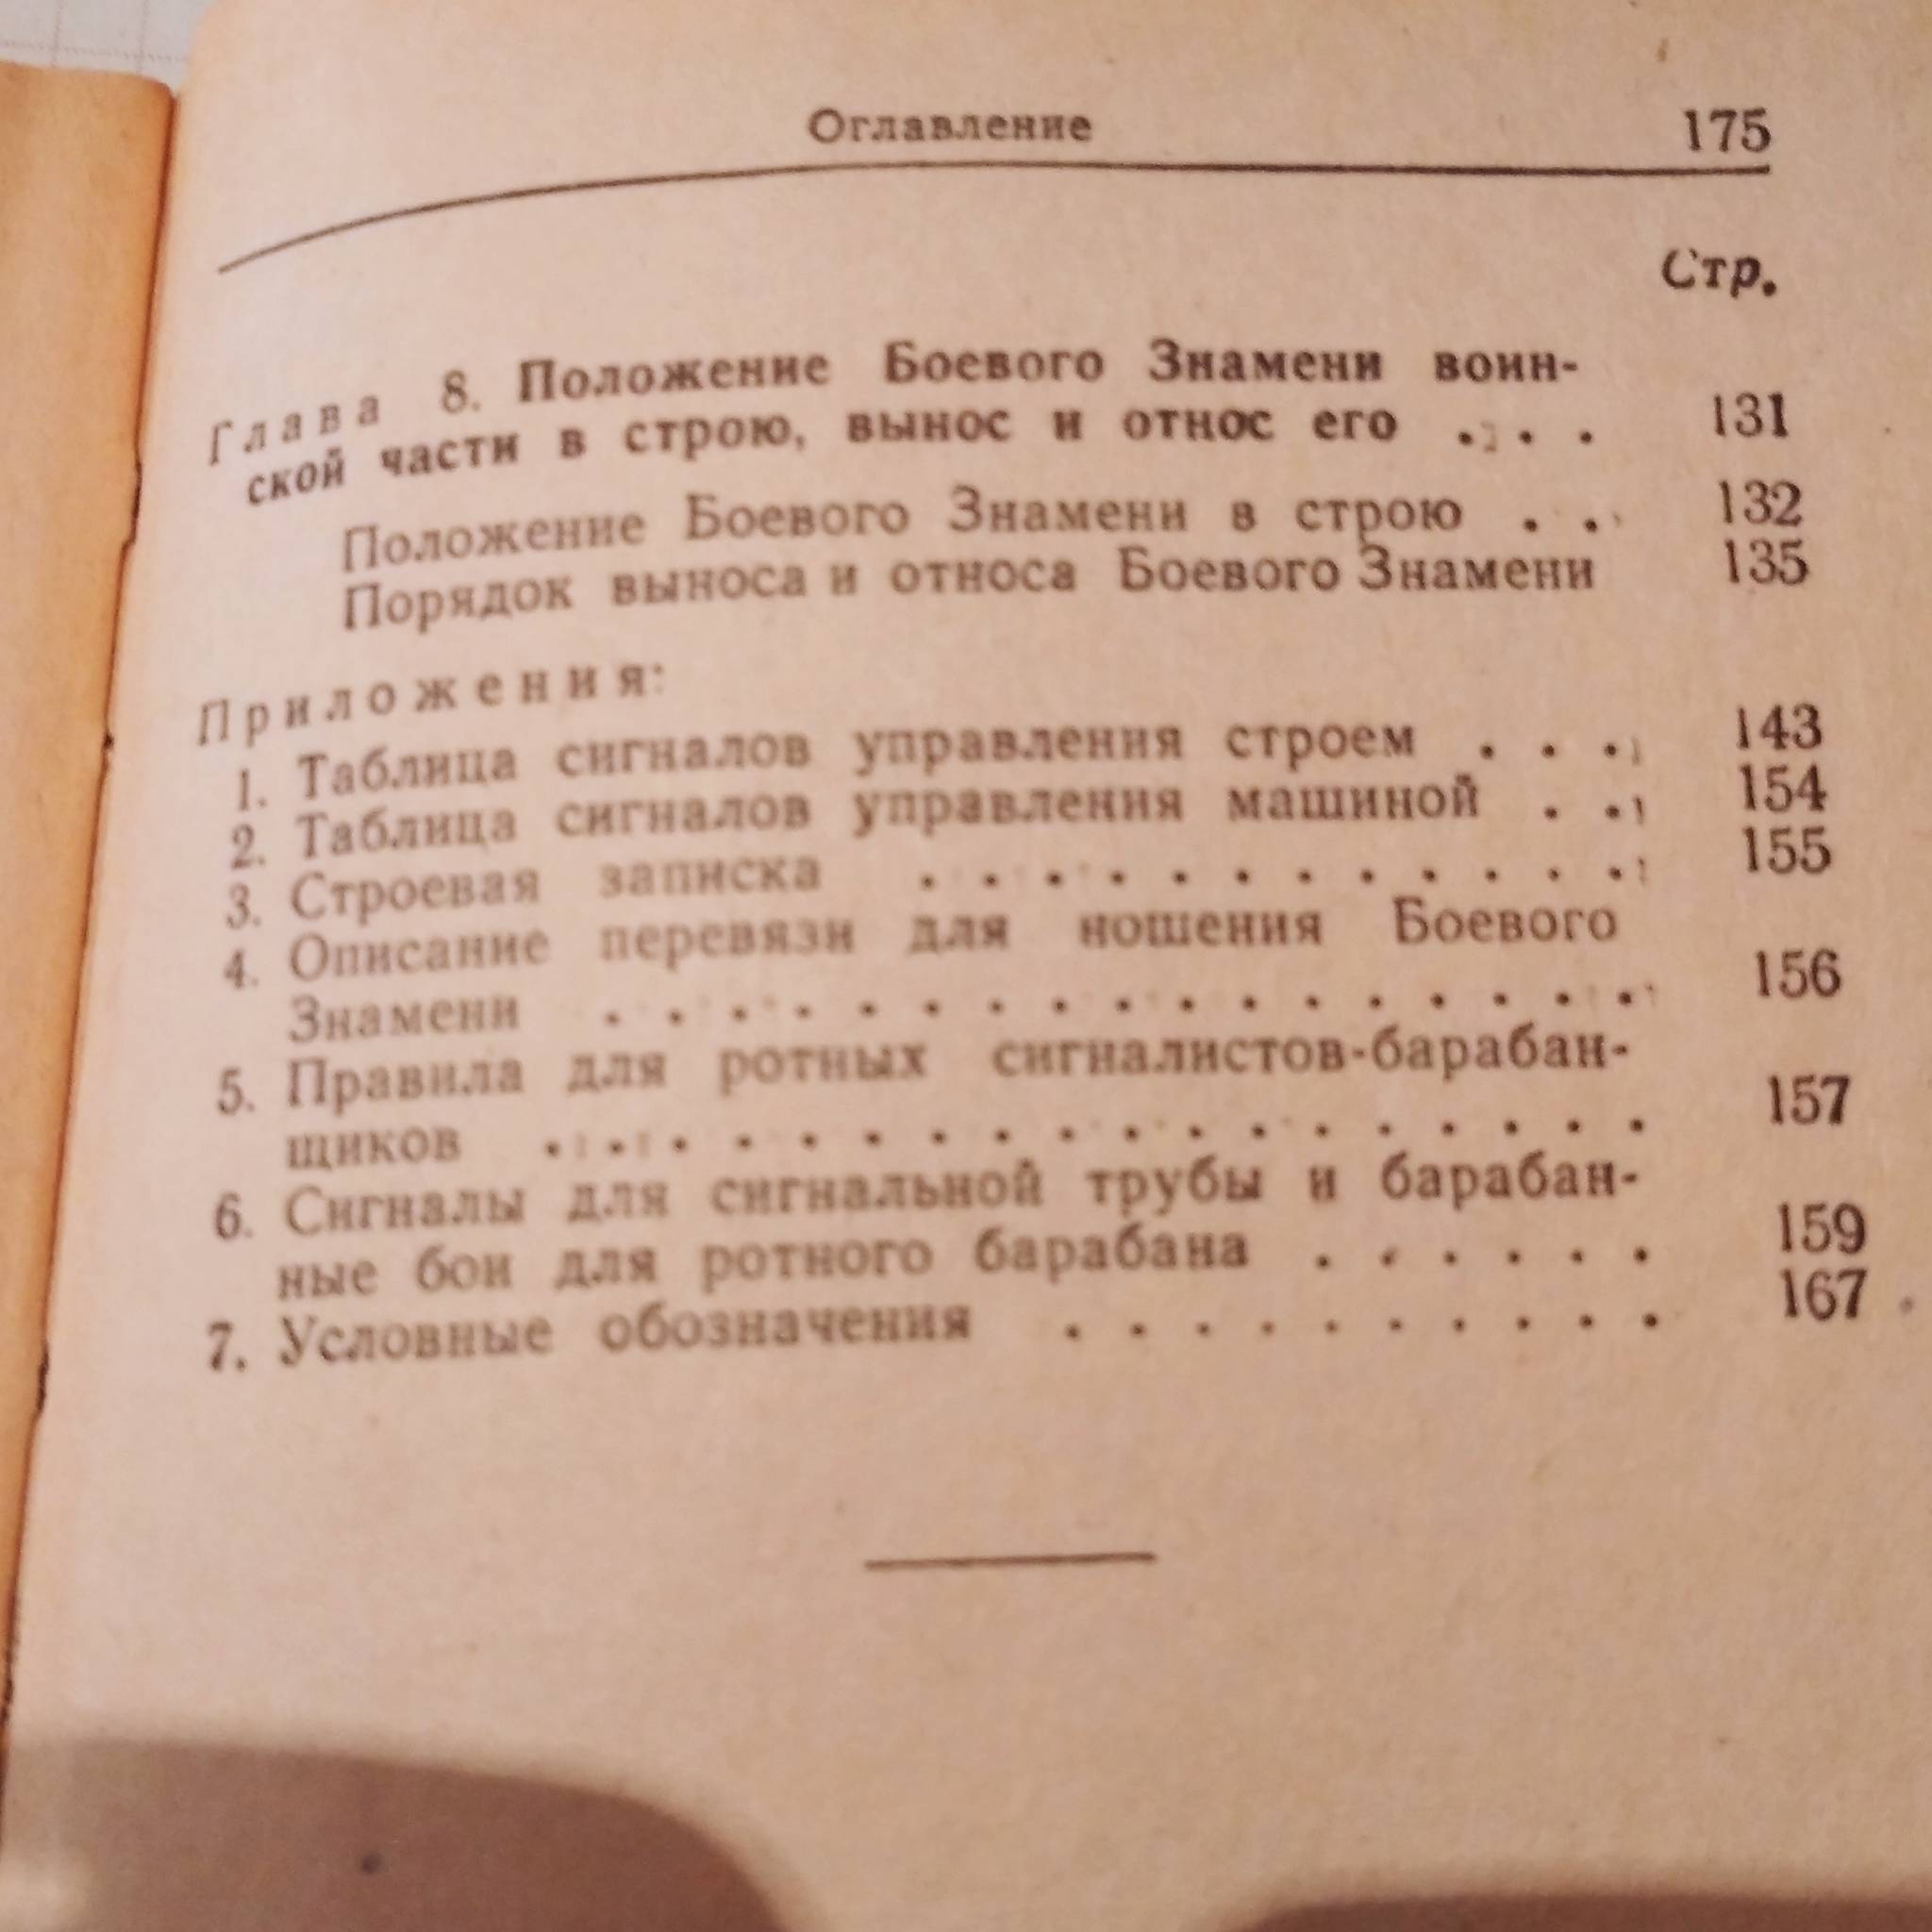 Оглавление 175
Стр.
Глава 8. Положение Боевого Знамени воин-
ской части в строю, вынос и относ его . . . 131
Положение Боевого Знамени в строю . . 132
Порядок выноса и относа Боевого Знамени 135
Приложения:
1. Таблица сигналов управления строем . . . 143
2. Таблица сигналов управления машиной . . 154
3. Строевая записка . . . . . . . . . . . . 155
4. Описание перевязи для ношения Боевого
Знамени . . . . . . . . . . . . . . . . . 156
5. Правила для ротных сигналистов-барабан-
щиков . . . . . . . . . . . . . . . . . . 157
6. Сигналы для сигнальной трубы и барабан-
ные бои для ротного барабана . . . . . . 159
7. Условные обозначения . . . . . . . . . . 167